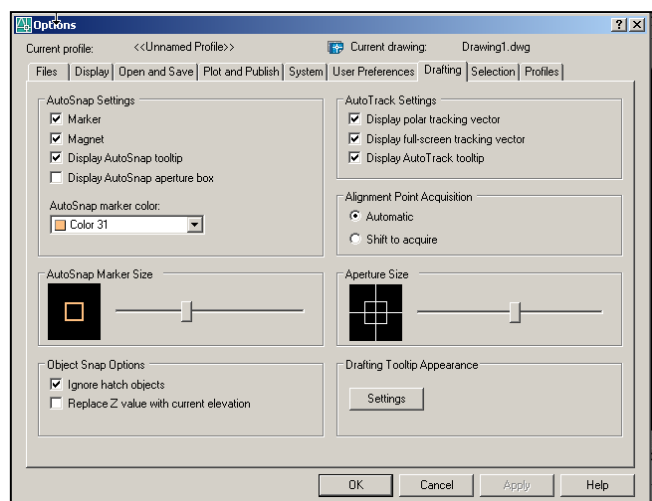 Options
Current profile: <<Unnamed Profile>> Current drawing: Drawing1.dwg
Files Display Open and Save Plot and Publish System User Preferences Drafting Selection Profiles
AutoSnap Settings
Marker
Magnet
Display AutoSnap tooltip
Display AutoSnap aperture box
AutoSnap marker color:
Color 31
AutoTrack Settings
Display polar tracking vector
Display full-screen tracking vector
Display AutoTrack tooltip
Alignment Point Acquisition
Automatic
Shift to acquire
AutoSnap Marker Size
Aperture Size
Object Snap Options
Ignore hatch objects
Replace Z value with current elevation
Drafting Tooltip Appearance
Settings
OK Cancel Apply Help